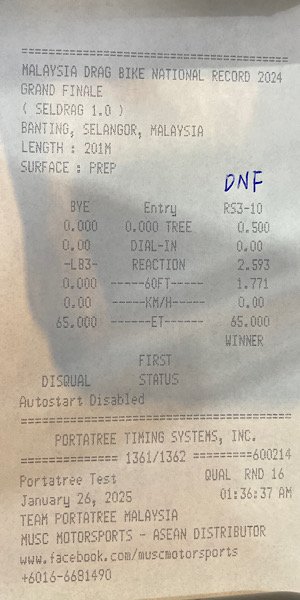 ==============================
MALAYSIA DRAG BIKE NATIONAL RECORD 2024
GRAND FINALE
( SELDRAG 1.0 )
BANTING, SELANGOR, MALAYSIA
LENGTH : 201M
SURFACE : PREP
DNF
BYE Entry RS3-10
0.000 0.000 TREE 0.500
0.00 DIAL-IN 0.00
-LB3- REACTION 2.593
0.000 ------60FT----- 1.771
0.00 -----KM/H----- 0.00
65.000 ------ET----- 65.000
WINNER
FIRST
DISQUAL STATUS
Autostart Disabled
==============================
PORTATREE TIMING SYSTEMS, INC.
============== 1361/1362 =========600214
Portatree Test QUAL RND 16
January 26, 2025 01:36:37 AM
TEAM PORTATREE MALAYSIA
MUSC MOTORSPORTS - ASEAN DISTRIBUTOR
www.facebook.com/muscmotorsports
+6016-6681490